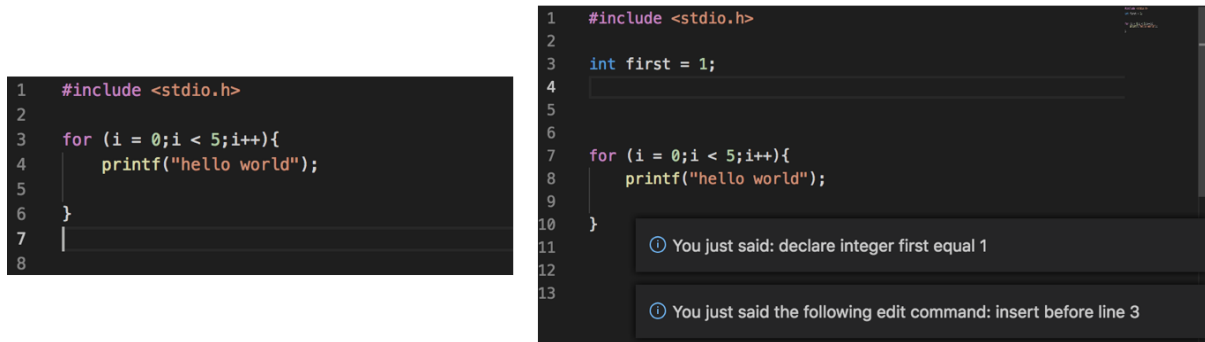 1 #include <stdio.h>
2
3 for (i = 0;i < 5;i++){
4 printf("hello world");
5
6 }
7
8
1 #include <stdio.h>
2
3 int first = 1;
4
5
6
7 for (i = 0;i < 5;i++){
8 printf("hello world");
9
10 }
11
12
13
You just said: declare integer first equal 1
You just said the following edit command: insert before line 3